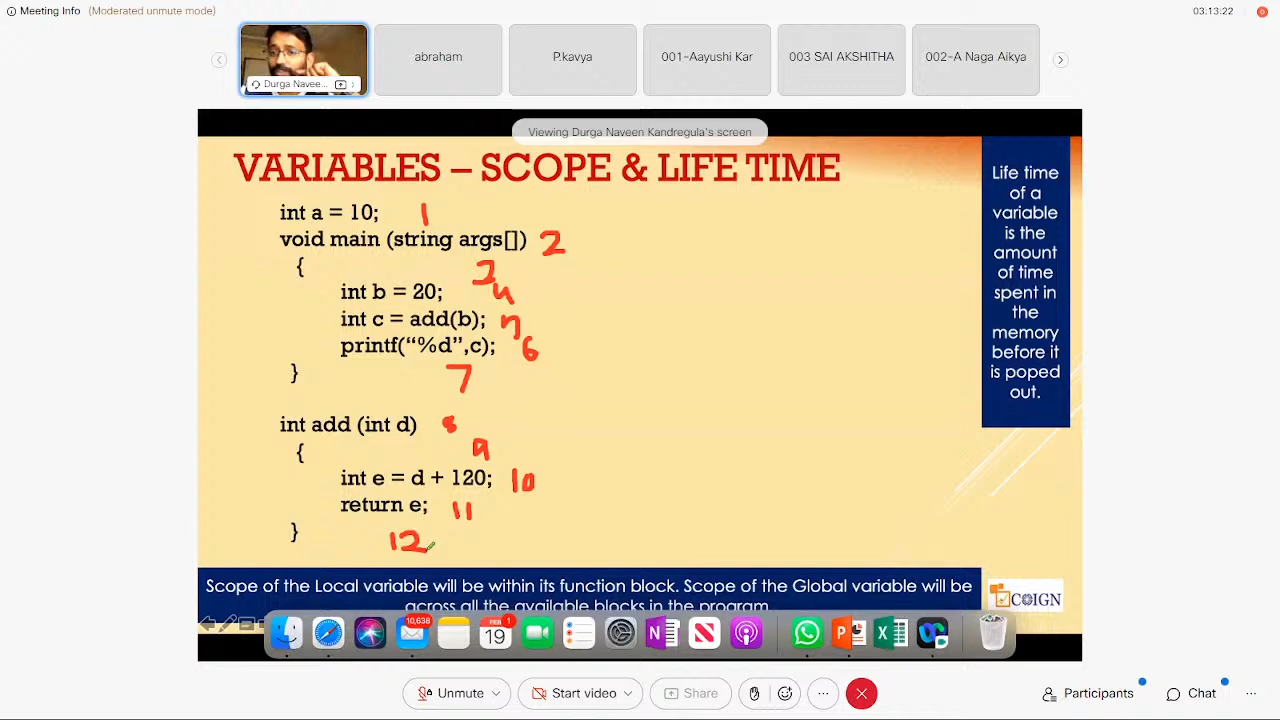 Meeting Info (Moderated unmute mode) 03:13:22
Durga Navee...
abraham
P.kavya
001-Aayushi Kar
003 SAI AKSHITHA
002-m Naga Aikya
Viewing Durga Naveen Kandregula's screen
VARIABLES – SCOPE & LIFE TIME
int a = 10; 1
void main (string args[]) 2
{ 3
int b = 20; 4
int c = add(b); 5
printf("%d",c); 6
} 7
int add (int d) 8
{ 9
int e = d + 120; 10
return e; 11
} 12
Life time
of a
variable
is the
amount
of time
spent in
the
memory
before it
is poped
out.
Scope of the Local variable will be within its function block. Scope of the Global variable will be
across all the available blocks in the program
COIGN
10,638
FEB 1
19
Unmute
Start video
Share
Participants
Chat